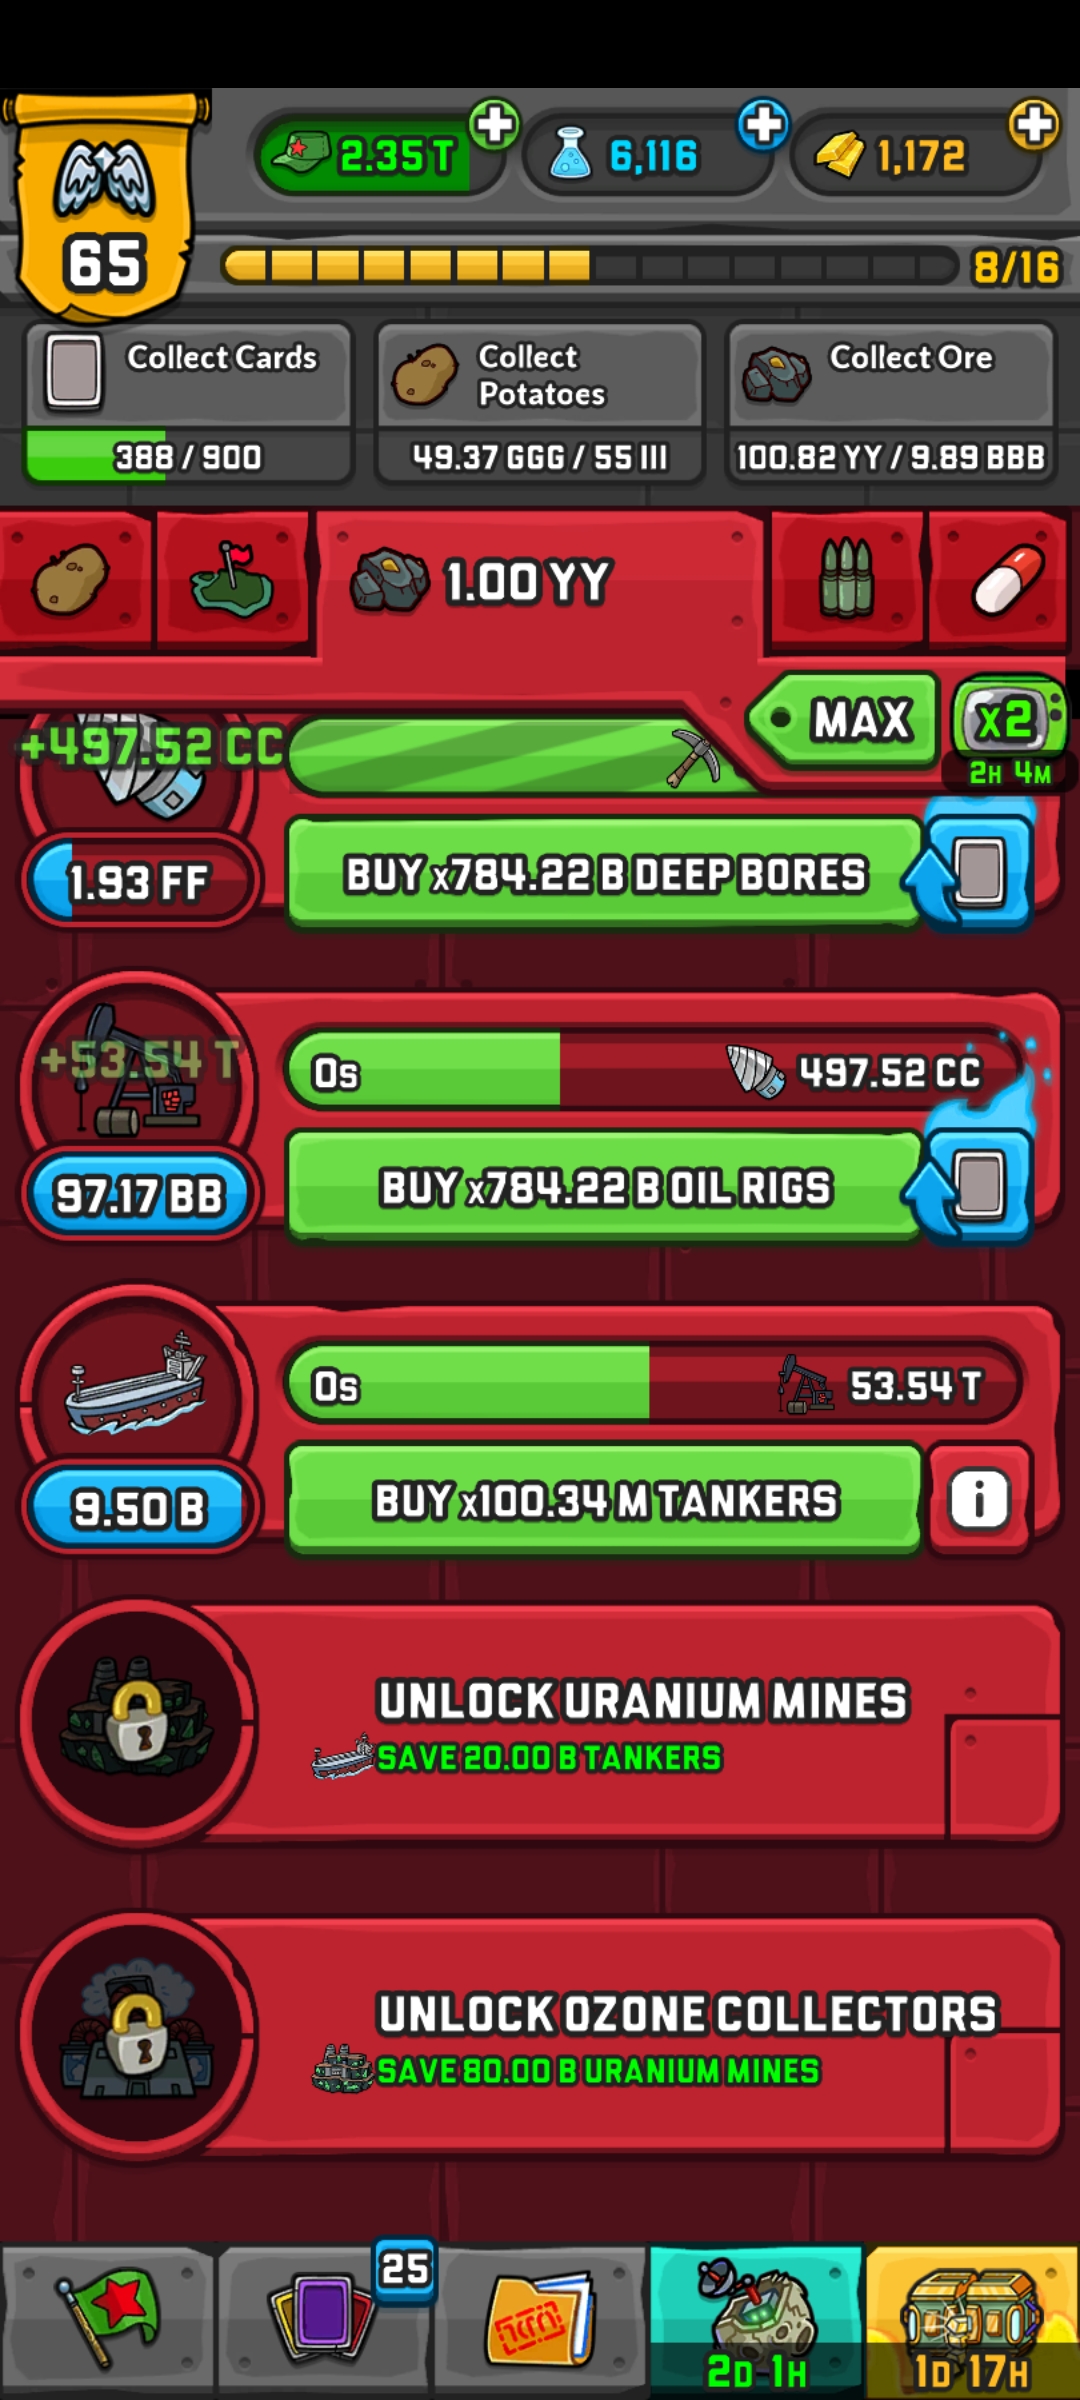 2.35 T
6,116
1,172
65
8/16
Collect Cards
388 / 900
Collect
Potatoes
49.37 GGG / 55 III
Collect Ore
100.82 YY / 9.89 BBB
1.00 YY
MAX
X2
2H 4M
+497.52 CC
1.93 FF
BUY x784.22 B DEEP BORES
+53.54 T
0s
497.52 CC
97.17 BB
BUY x784.22 B OIL RIGS
0s
53.54 T
9.50 B
BUY x100.34 M TANKERS
i
UNLOCK URANIUM MINES
SAVE 20.00 B TANKERS
UNLOCK OZONE COLLECTORS
SAVE 80.00 B URANIUM MINES
25
2D 1H
1D 17H